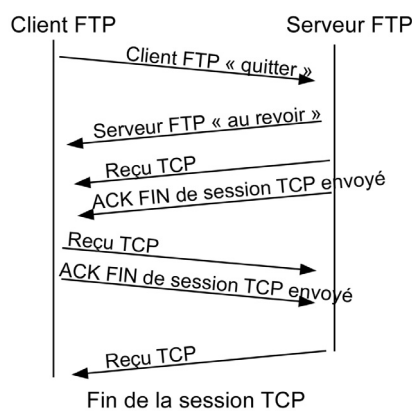 Client FTP
Serveur FTP
Client FTP « quitter »
Serveur FTP « au revoir »
Reçu TCP
ACK FIN de session TCP envoyé
Reçu TCP
ACK FIN de session TCP envoyé
Reçu TCP
Fin de la session TCP